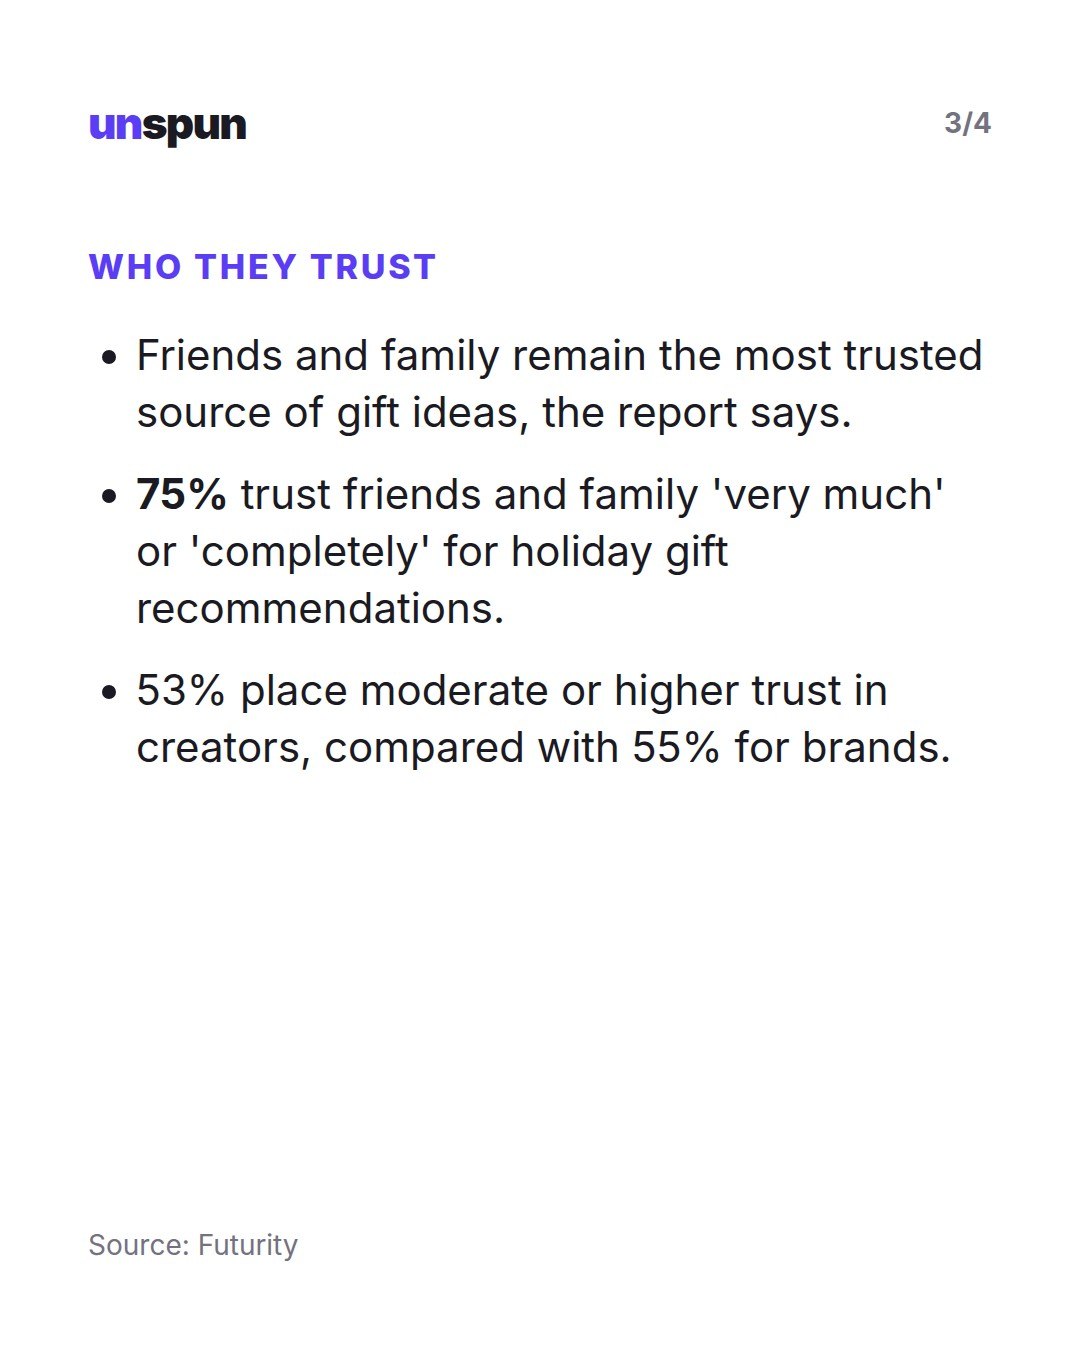 unspun
3/4
WHO THEY TRUST
• Friends and family remain the most trusted
source of gift ideas, the report says.
• 75% trust friends and family 'very much'
or 'completely' for holiday gift
recommendations.
• 53% place moderate or higher trust in
creators, compared with 55% for brands.
Source: Futurity